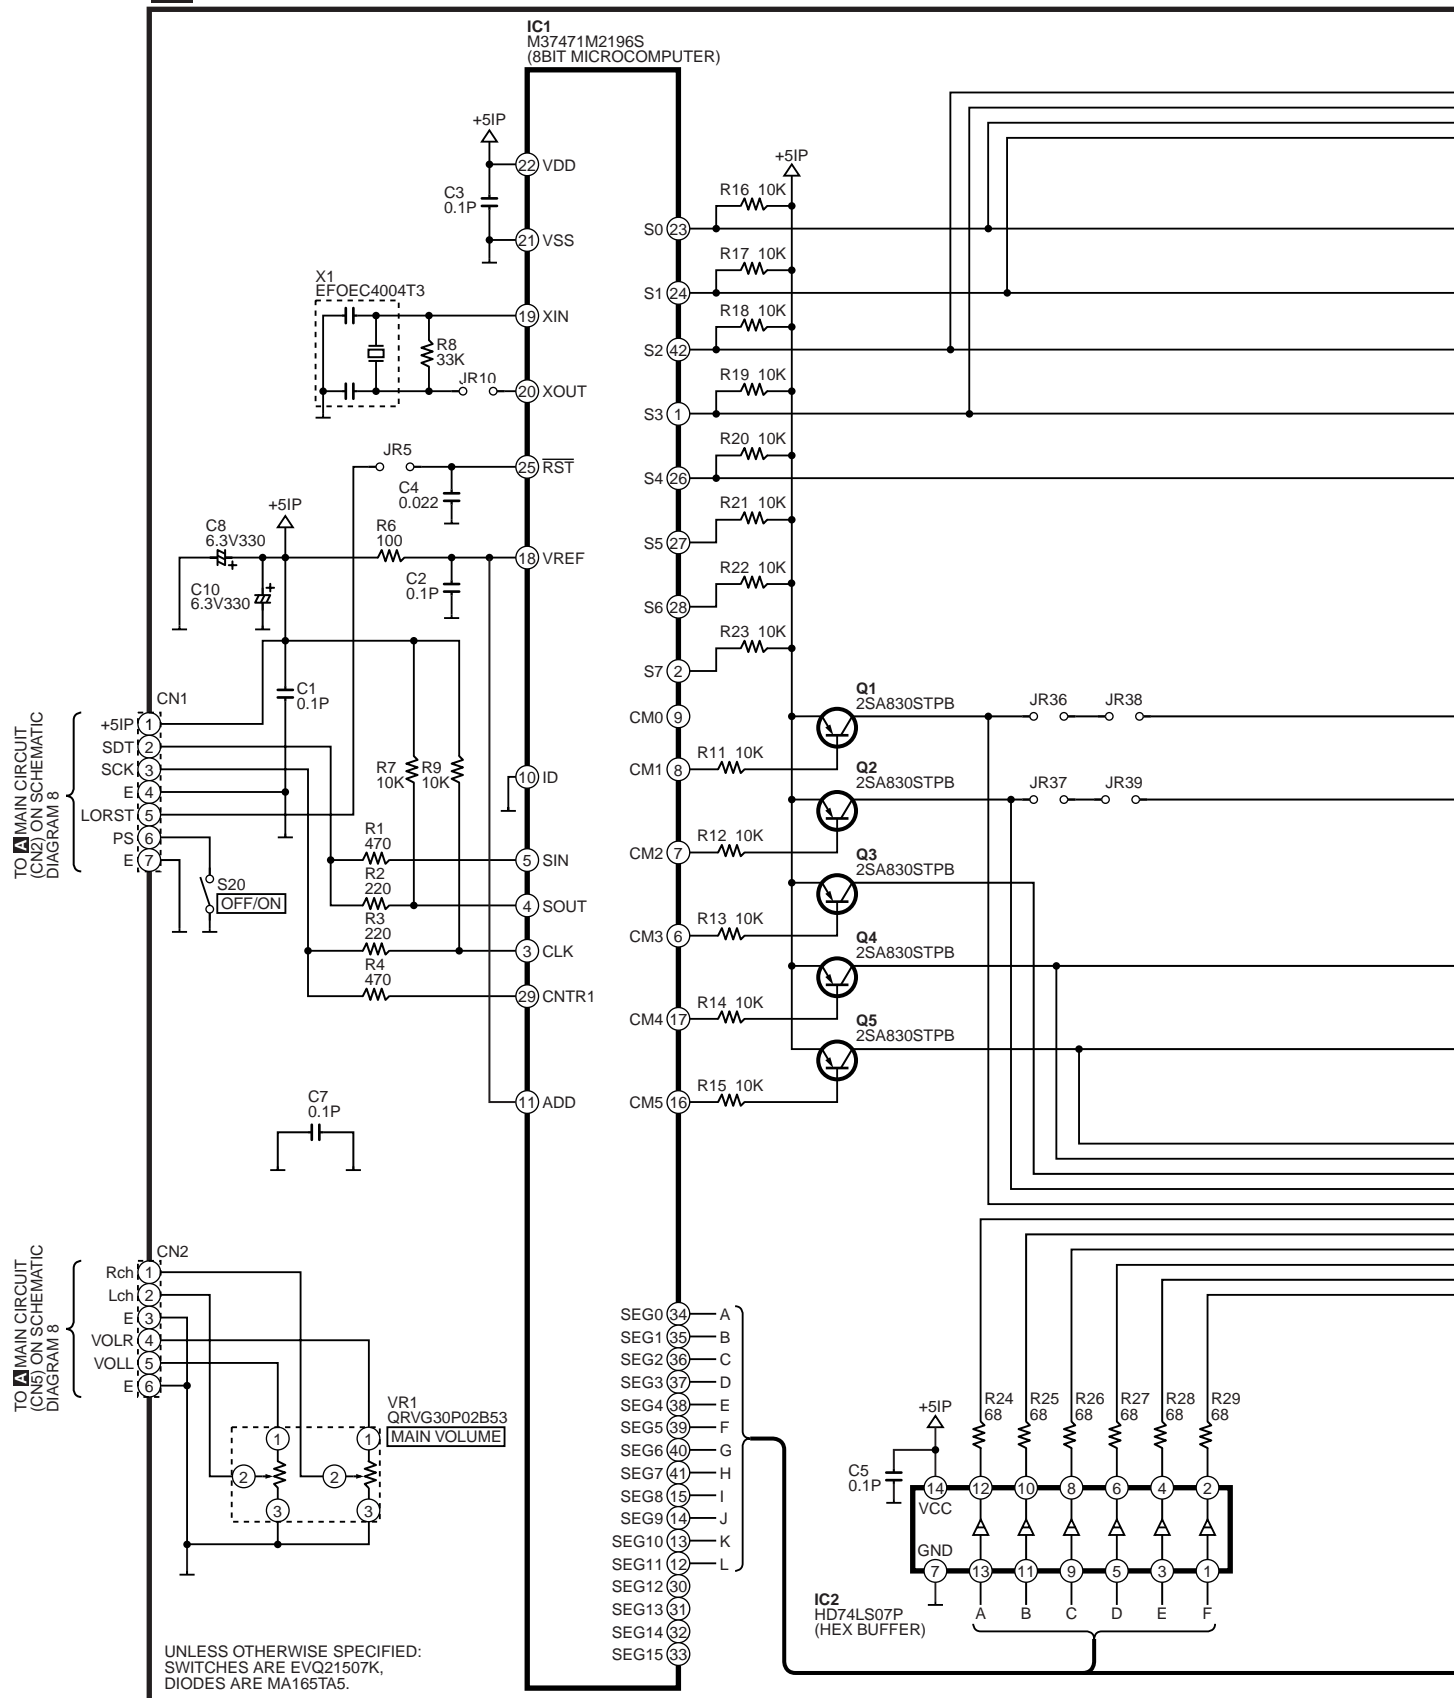 IC1
M37471M2196S
(8BIT MICROCOMPUTER)
+5IP
22 VDD
C3
0.1P
21 VSS
X1
EFOEC4004T3
19 XIN
R8
33K
JR10
20 XOUT
JR5
25 RST
C4
0.022
+5IP
C8
6.3V330
+
R6
100
18 VREF
C10
6.3V330
+
C2
0.1P
C1
0.1P
CN1
TO A MAIN CIRCUIT
(CN2) ON SCHEMATIC
DIAGRAM 8
+5IP 1
SDT 2
SCK 3
E 4
LORST 5
PS 6
E 7
S20
OFF/ON
R7
10K
R9
10K
10 ID
R1
470
5 SIN
R2
220
4 SOUT
R3
220
3 CLK
R4
470
29 CNTR1
11 ADD
C7
0.1P
CN2
TO A MAIN CIRCUIT
(CN5) ON SCHEMATIC
DIAGRAM 8
Rch 1
Lch 2
E 3
VOLR 4
VOLL 5
E 6
VR1
QRVG30P02B53
MAIN VOLUME
1 1
2 2
3 3
UNLESS OTHERWISE SPECIFIED:
SWITCHES ARE EVQ21507K,
DIODES ARE MA165TA5.
+5IP
R16 10K
S0 23
R17 10K
S1 24
R18 10K
S2 42
R19 10K
S3 1
R20 10K
S4 26
R21 10K
S5 27
R22 10K
S6 28
R23 10K
S7 2
Q1
2SA830STPB
JR36 JR38
CM0 9
R11 10K
CM1 8
Q2
2SA830STPB
JR37 JR39
R12 10K
CM2 7
Q3
2SA830STPB
R13 10K
CM3 6
Q4
2SA830STPB
R14 10K
CM4 17
Q5
2SA830STPB
R15 10K
CM5 16
SEG0 34 A
SEG1 35 B
SEG2 36 C
SEG3 37 D
SEG4 38 E
SEG5 39 F
SEG6 40 G
SEG7 41 H
SEG8 15 I
SEG9 14 J
SEG10 13 K
SEG11 12 L
SEG12 30
SEG13 31
SEG14 32
SEG15 33
+5IP
R24 R25 R26 R27 R28 R29
68 68 68 68 68 68
C5
0.1P
14 12 10 8 6 4 2
VCC
GND
7 13 11 9 5 3 1
IC2
HD74LS07P
(HEX BUFFER)
A B C D E F